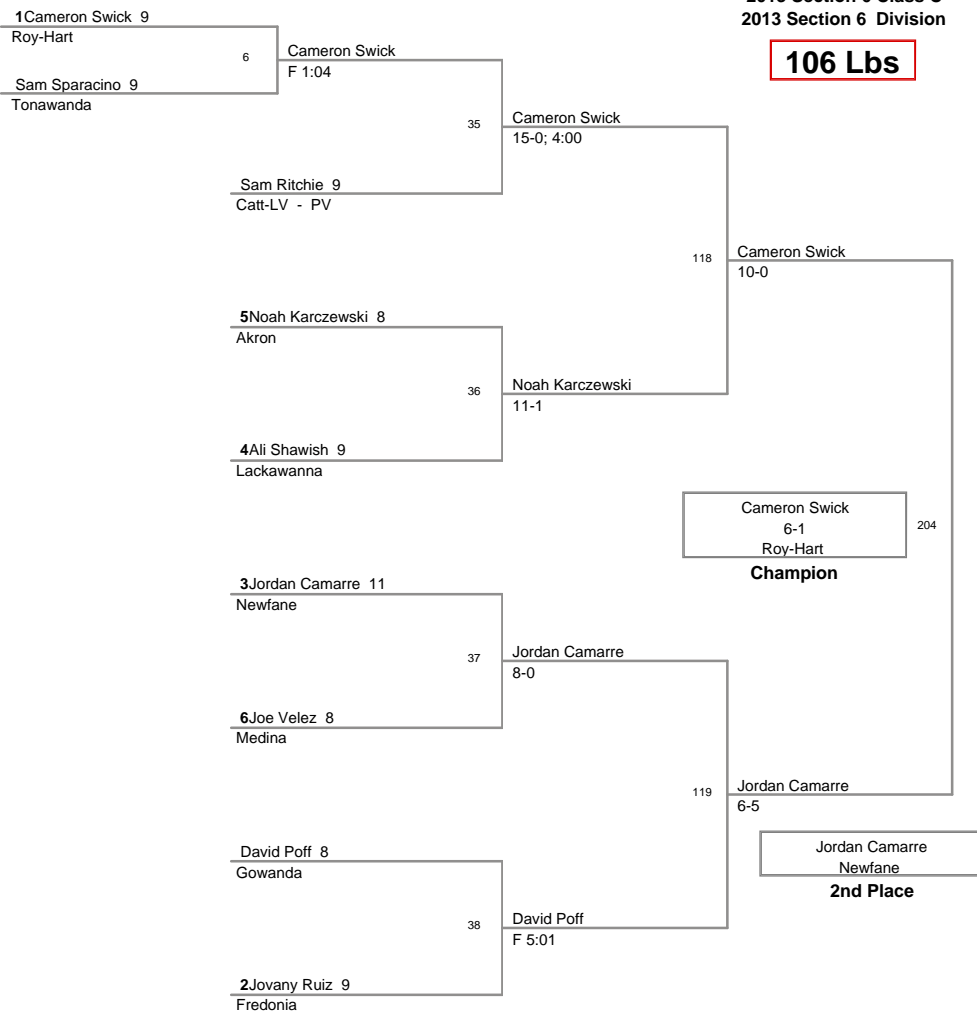 2013 Section 6 Class C
2013 Section 6 Division
106 Lbs
1Cameron Swick 9
Roy-Hart
6
Sam Sparacino 9
Tonawanda
Cameron Swick
F 1:04
35
Sam Ritchie 9
Catt-LV - PV
Cameron Swick
15-0; 4:00
118
5Noah Karczewski 8
Akron
36
4Ali Shawish 9
Lackawanna
Noah Karczewski
11-1
Cameron Swick
10-0
Cameron Swick
6-1
Roy-Hart
204
Champion
3Jordan Camarre 11
Newfane
37
6Joe Velez 8
Medina
Jordan Camarre
8-0
119
David Poff 8
Gowanda
38
2Jovany Ruiz 9
Fredonia
David Poff
F 5:01
Jordan Camarre
6-5
Jordan Camarre
Newfane
2nd Place